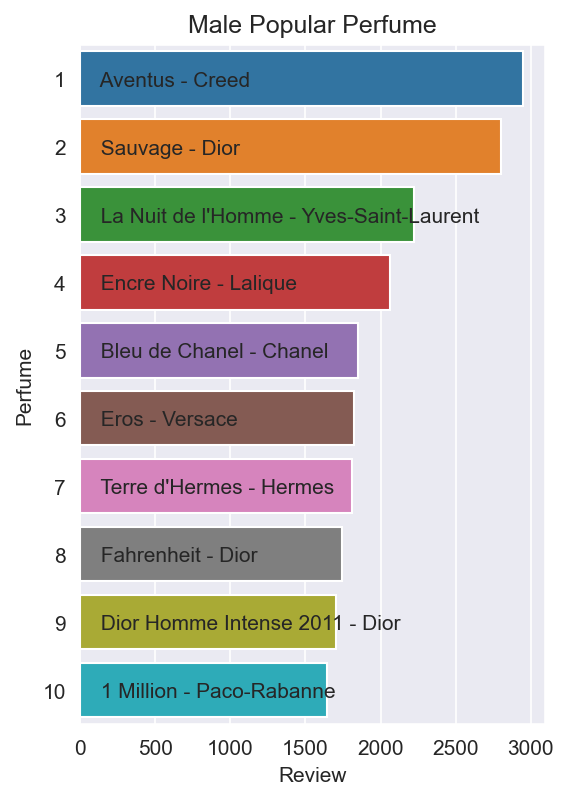 Male Popular Perfume
1 Aventus - Creed
2 Sauvage - Dior
3 La Nuit de l'Homme - Yves-Saint-Laurent
4 Encre Noire - Lalique
5 Bleu de Chanel - Chanel
6 Eros - Versace
7 Terre d'Hermes - Hermes
8 Fahrenheit - Dior
9 Dior Homme Intense 2011 - Dior
10 1 Million - Paco-Rabanne
Perfume
0 500 1000 1500 2000 2500 3000
Review